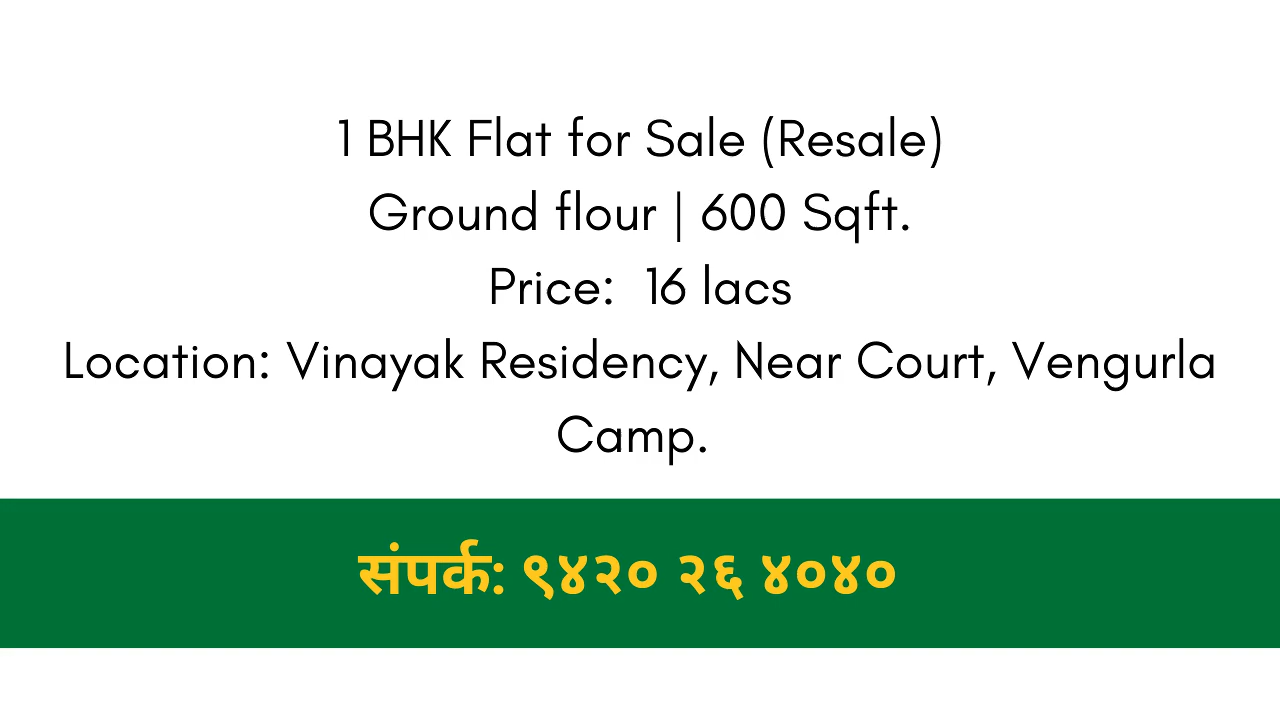 1 BHK Flat for Sale (Resale)
Ground flour | 600 Sqft.
Price:  16 lacs
Location: Vinayak Residency, Near Court, Vengurla
Camp.
संपर्क: ९४२० २६ ४०४०